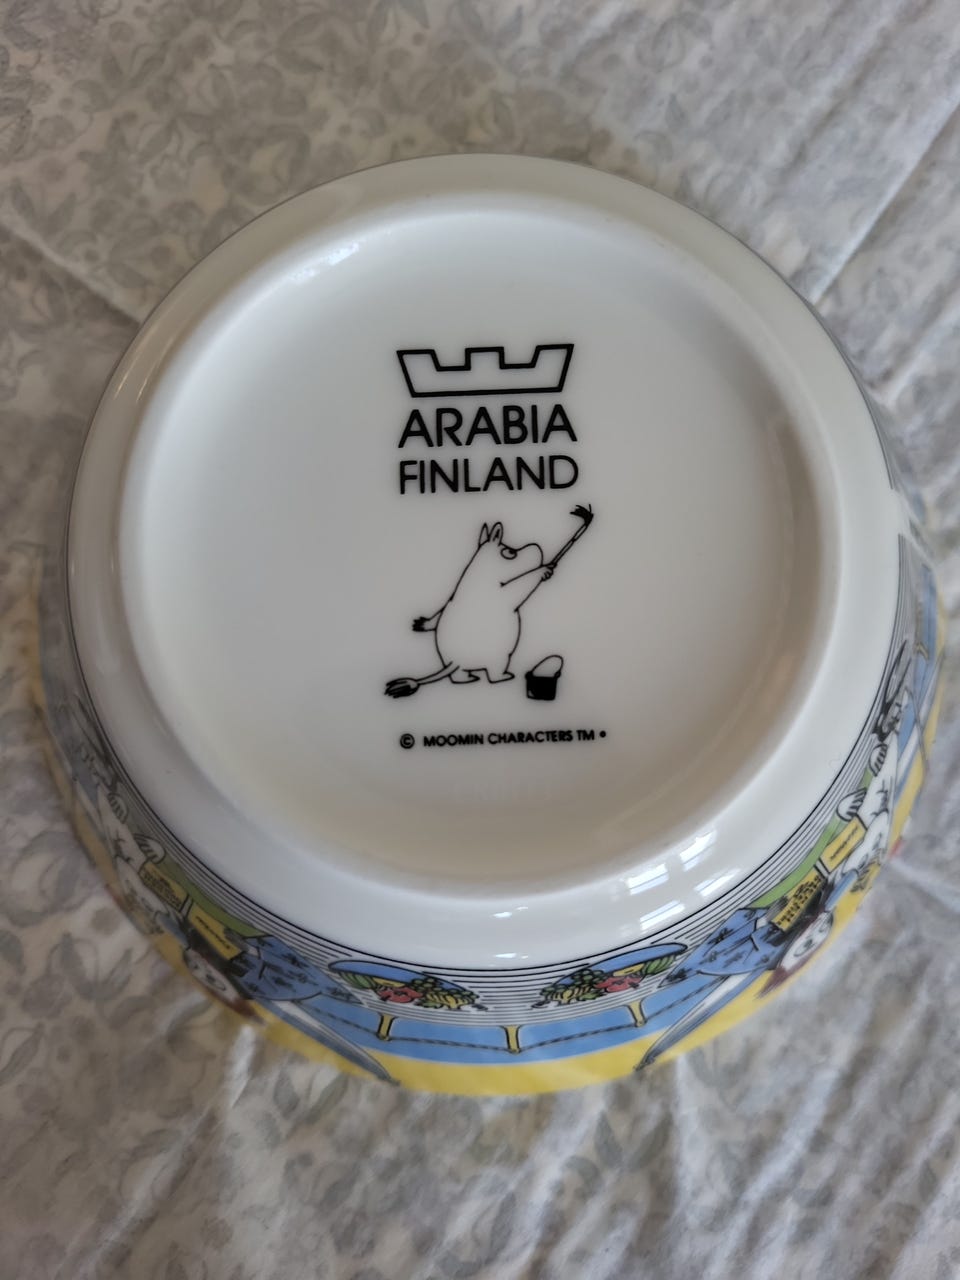 ARABIA
FINLAND
© MOOMIN CHARACTERS TM •